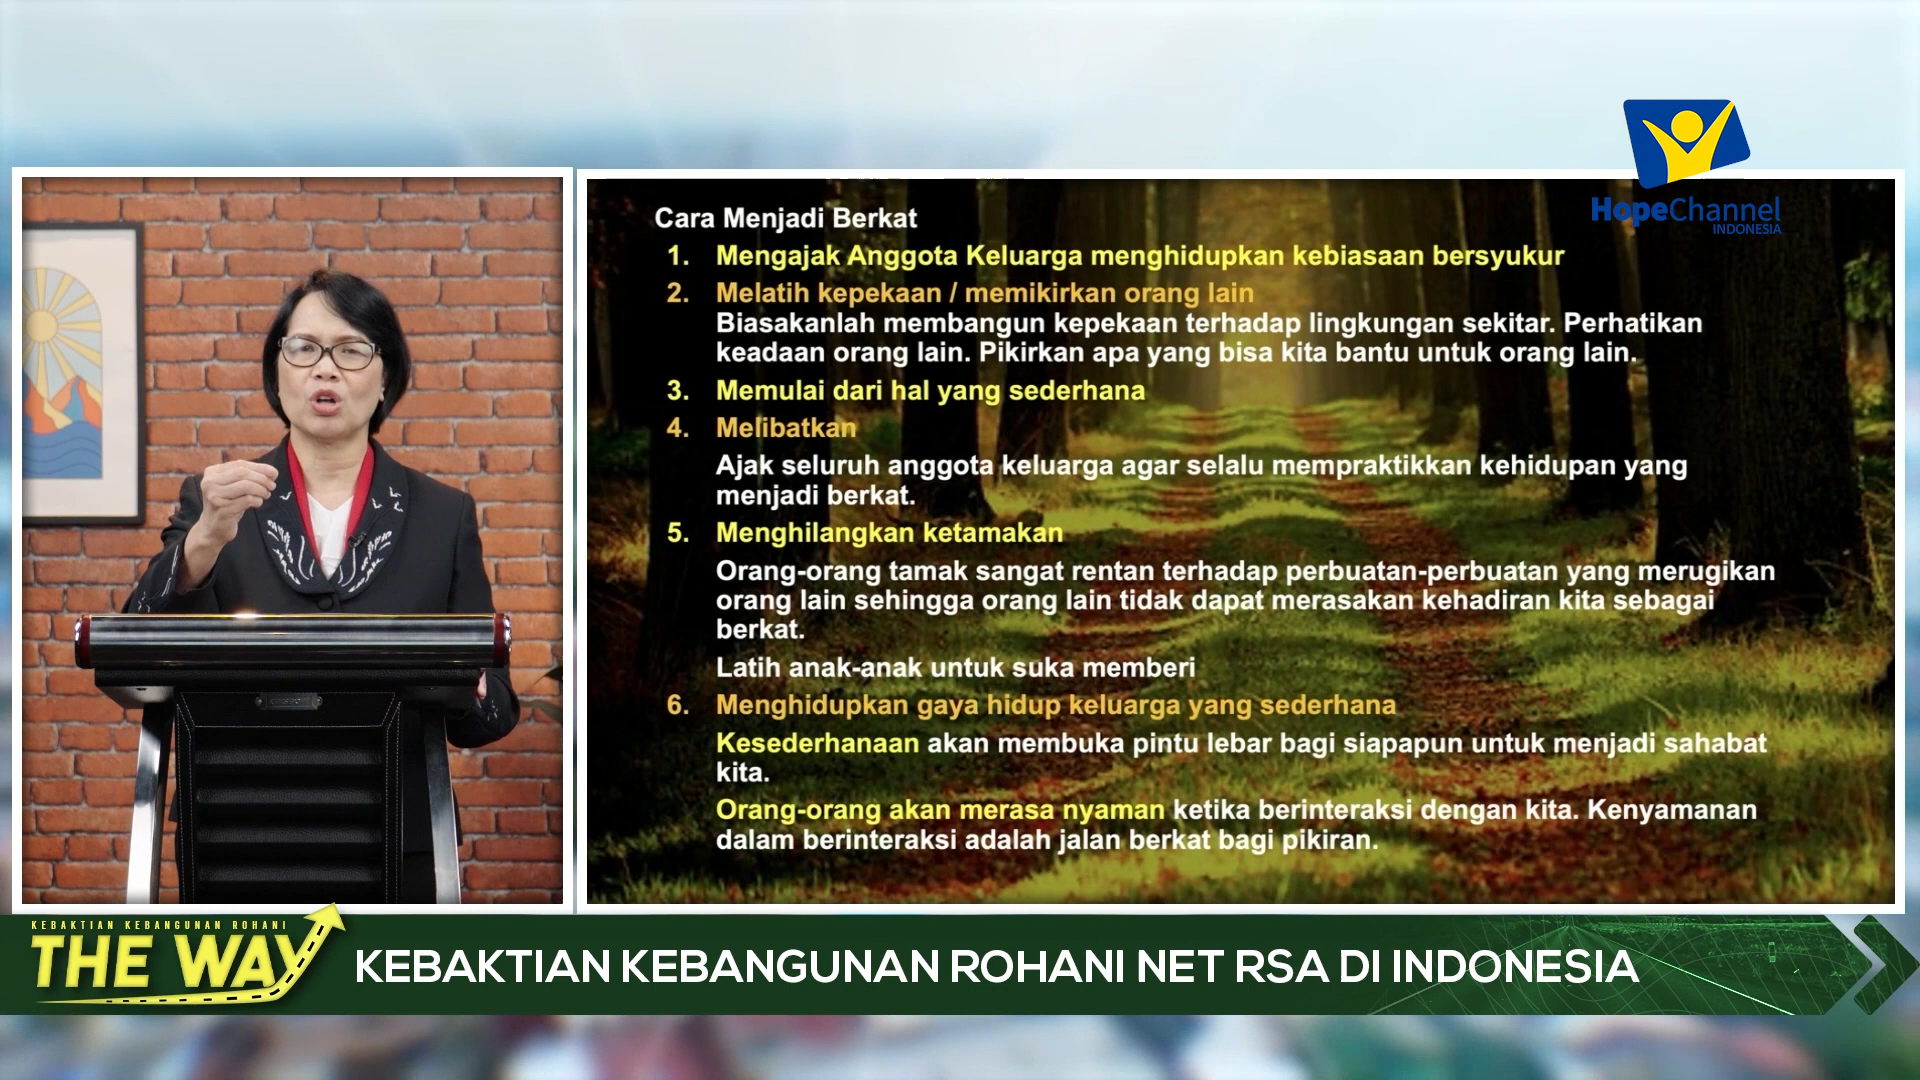 HopeChannel
INDONESIA
Cara Menjadi Berkat
1. Mengajak Anggota Keluarga menghidupkan kebiasaan bersyukur
2. Melatih kepekaan / memikirkan orang lain
Biasakanlah membangun kepekaan terhadap lingkungan sekitar. Perhatikan
keadaan orang lain. Pikirkan apa yang bisa kita bantu untuk orang lain.
3. Memulai dari hal yang sederhana
4. Melibatkan
Ajak seluruh anggota keluarga agar selalu mempraktikkan kehidupan yang
menjadi berkat.
5. Menghilangkan ketamakan
Orang-orang tamak sangat rentan terhadap perbuatan-perbuatan yang merugikan
orang lain sehingga orang lain tidak dapat merasakan kehadiran kita sebagai
berkat.
Latih anak-anak untuk suka memberi
6. Menghidupkan gaya hidup keluarga yang sederhana
Kesederhanaan akan membuka pintu lebar bagi siapapun untuk menjadi sahabat
kita.
Orang-orang akan merasa nyaman ketika berinteraksi dengan kita. Kenyamanan
dalam berinteraksi adalah jalan berkat bagi pikiran.
KEBAKTIAN KEBANGUNAN ROHANI
THE WAY
KEBAKTIAN KEBANGUNAN ROHANI NET RSA DI INDONESIA